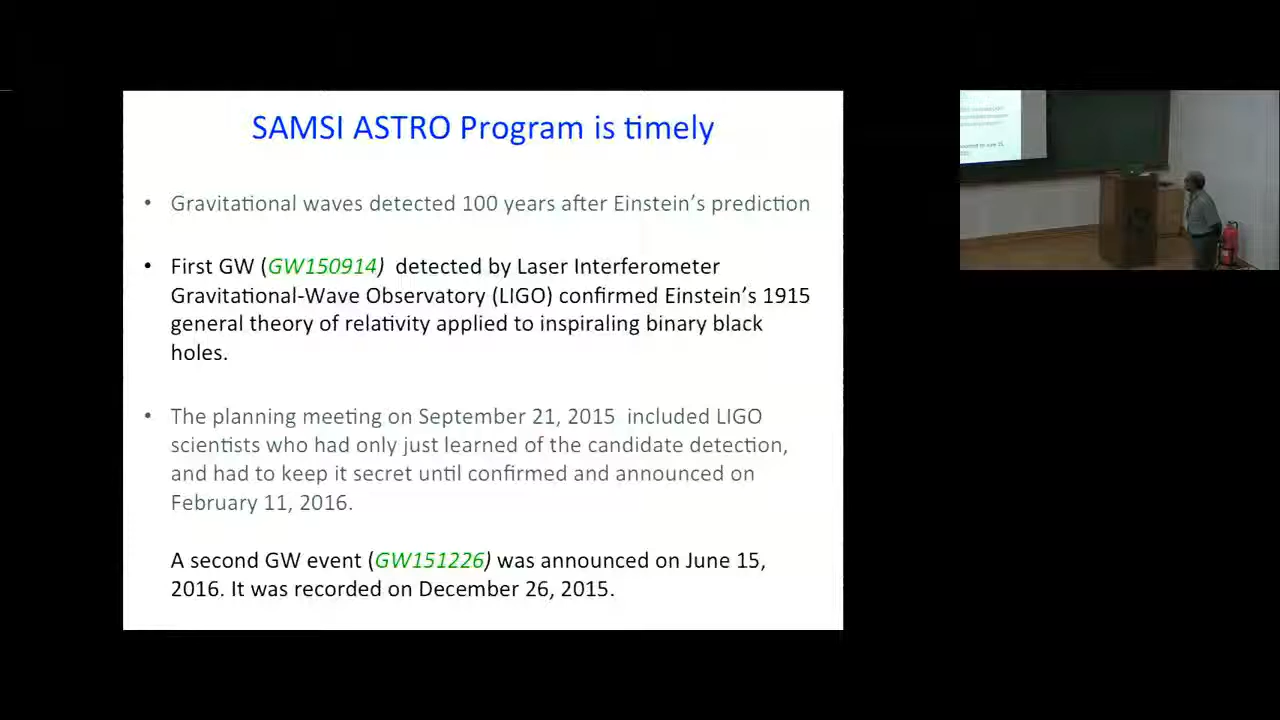 SAMSI ASTRO Program is timely
• Gravitational waves detected 100 years after Einstein’s prediction
• First GW (GW150914) detected by Laser Interferometer
Gravitational-Wave Observatory (LIGO) confirmed Einstein’s 1915
general theory of relativity applied to inspiraling binary black
holes.
• The planning meeting on September 21, 2015 included LIGO
scientists who had only just learned of the candidate detection,
and had to keep it secret until confirmed and announced on
February 11, 2016.
A second GW event (GW151226) was announced on June 15,
2016. It was recorded on December 26, 2015.